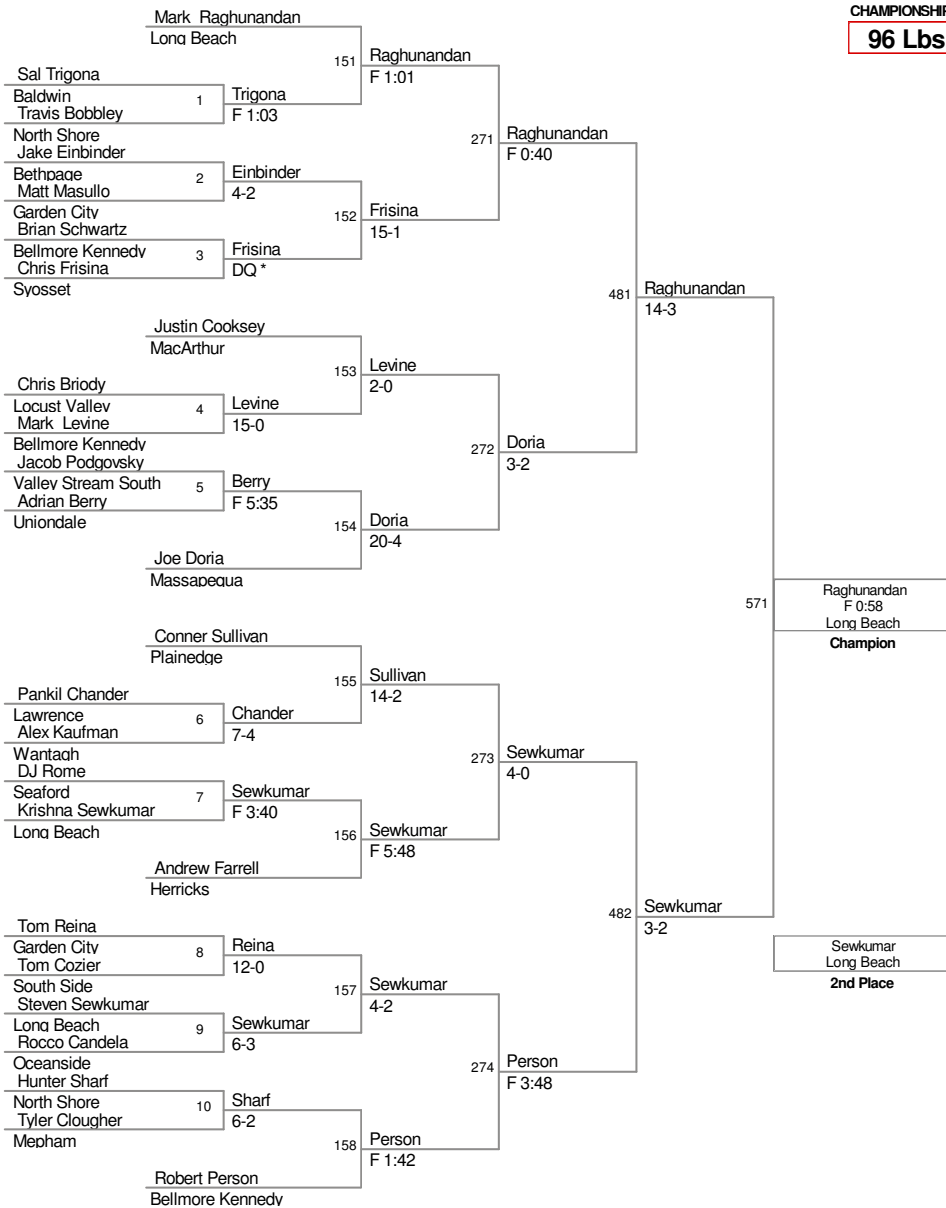 CHAMPIONSHIP
96 Lbs
Mark Raghunandan
Long Beach
151
Raghunandan
F 1:01
Sal Trigona
Baldwin
1
Trigona
F 1:03
Travis Bobbley
North Shore
271
Raghunandan
F 0:40
Jake Einbinder
Bethpage
2
Einbinder
4-2
Matt Masullo
Garden City
152
Frisina
15-1
Brian Schwartz
Bellmore Kennedy
3
Frisina
DQ *
Chris Frisina
Syosset
481
Raghunandan
14-3
Justin Cooksey
MacArthur
153
Levine
2-0
Chris Briody
Locust Valley
4
Levine
15-0
Mark Levine
Bellmore Kennedy
272
Doria
3-2
Jacob Podgovsky
Valley Stream South
5
Berry
F 5:35
Adrian Berry
Uniondale
154
Doria
20-4
Joe Doria
Massapequa
571
Raghunandan
F 0:58
Long Beach
Champion
Conner Sullivan
Plainedge
155
Sullivan
14-2
Pankil Chander
Lawrence
6
Chander
7-4
Alex Kaufman
Wantagh
273
Sewkumar
4-0
DJ Rome
Seaford
7
Sewkumar
F 3:40
Krishna Sewkumar
Long Beach
156
Sewkumar
F 5:48
Andrew Farrell
Herricks
482
Sewkumar
3-2
Tom Reina
Garden City
8
Reina
12-0
Tom Cozier
South Side
Sewkumar
Long Beach
2nd Place
157
Sewkumar
4-2
Steven Sewkumar
Long Beach
9
Sewkumar
6-3
Rocco Candela
Oceanside
274
Person
F 3:48
Hunter Sharf
North Shore
10
Sharf
6-2
Tyler Clougher
Mepham
158
Person
F 1:42
Robert Person
Bellmore Kennedy